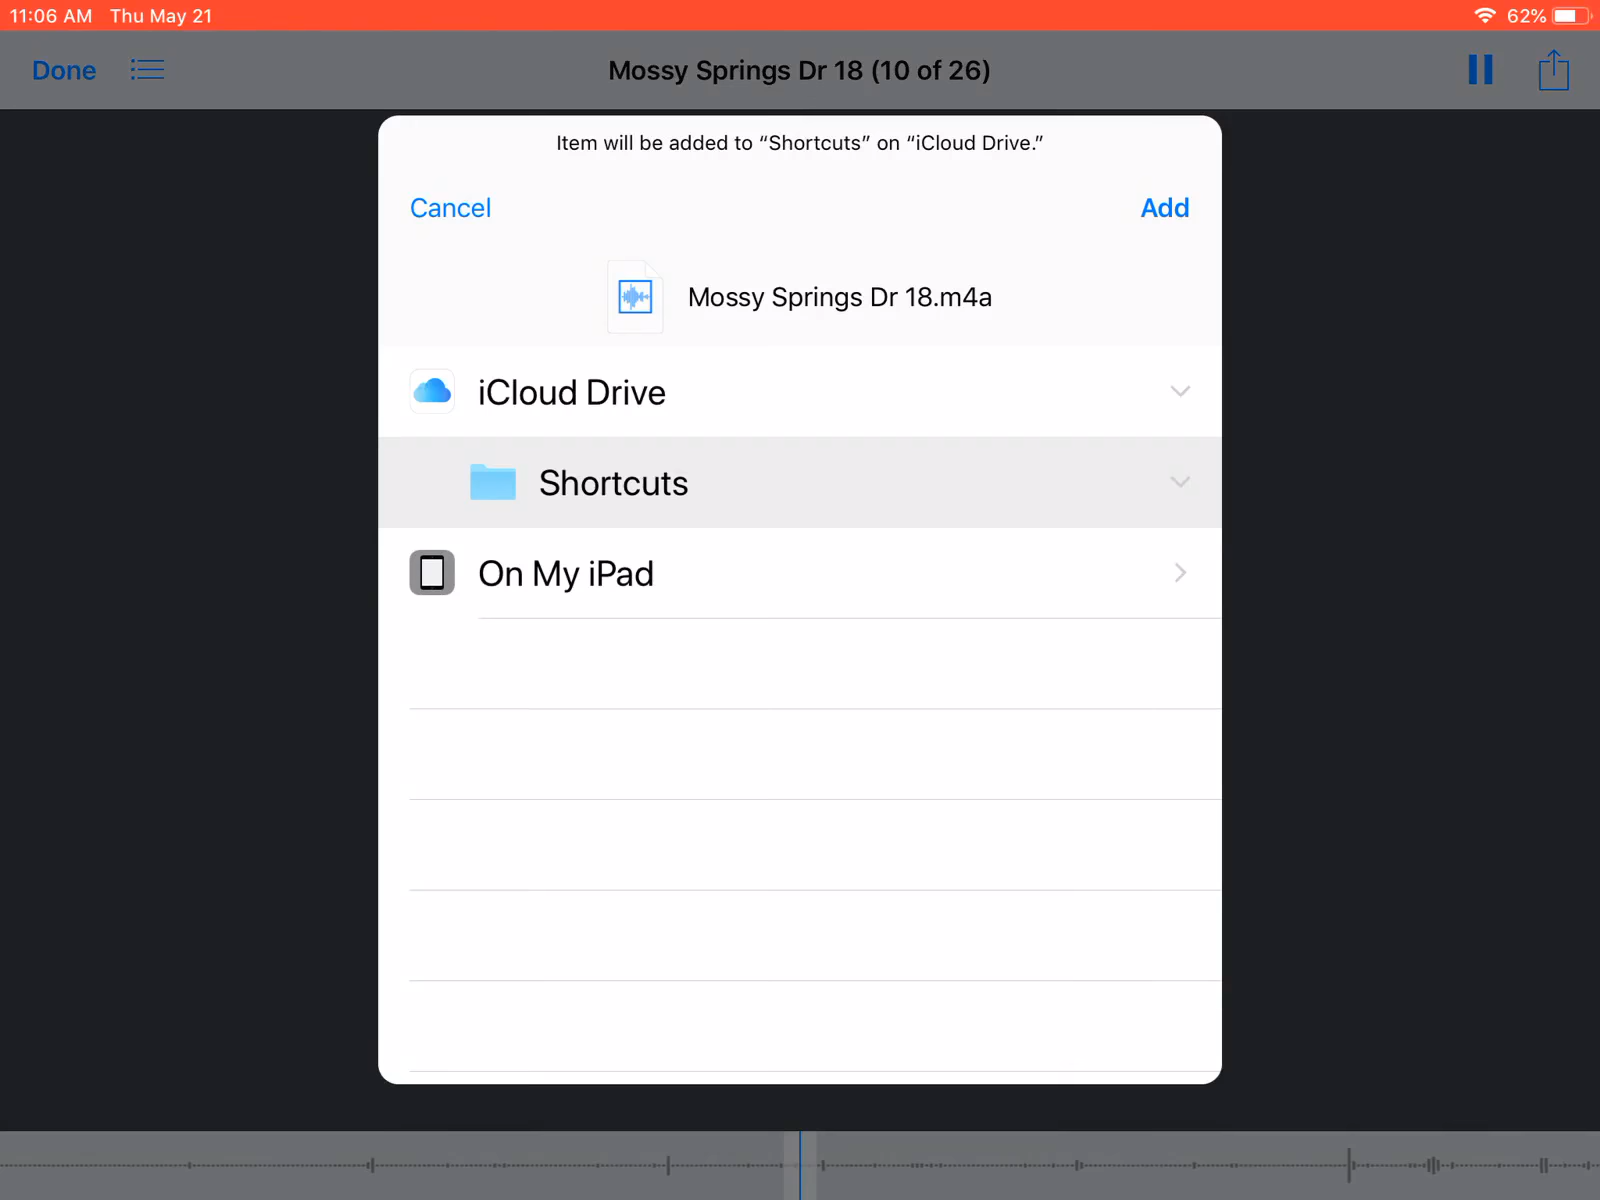 11:06 AM Thu May 21
62%
Done
Mossy Springs Dr 18 (10 of 26)
Item will be added to “Shortcuts” on “iCloud Drive.”
Cancel
Add
Mossy Springs Dr 18.m4a
iCloud Drive
Shortcuts
On My iPad